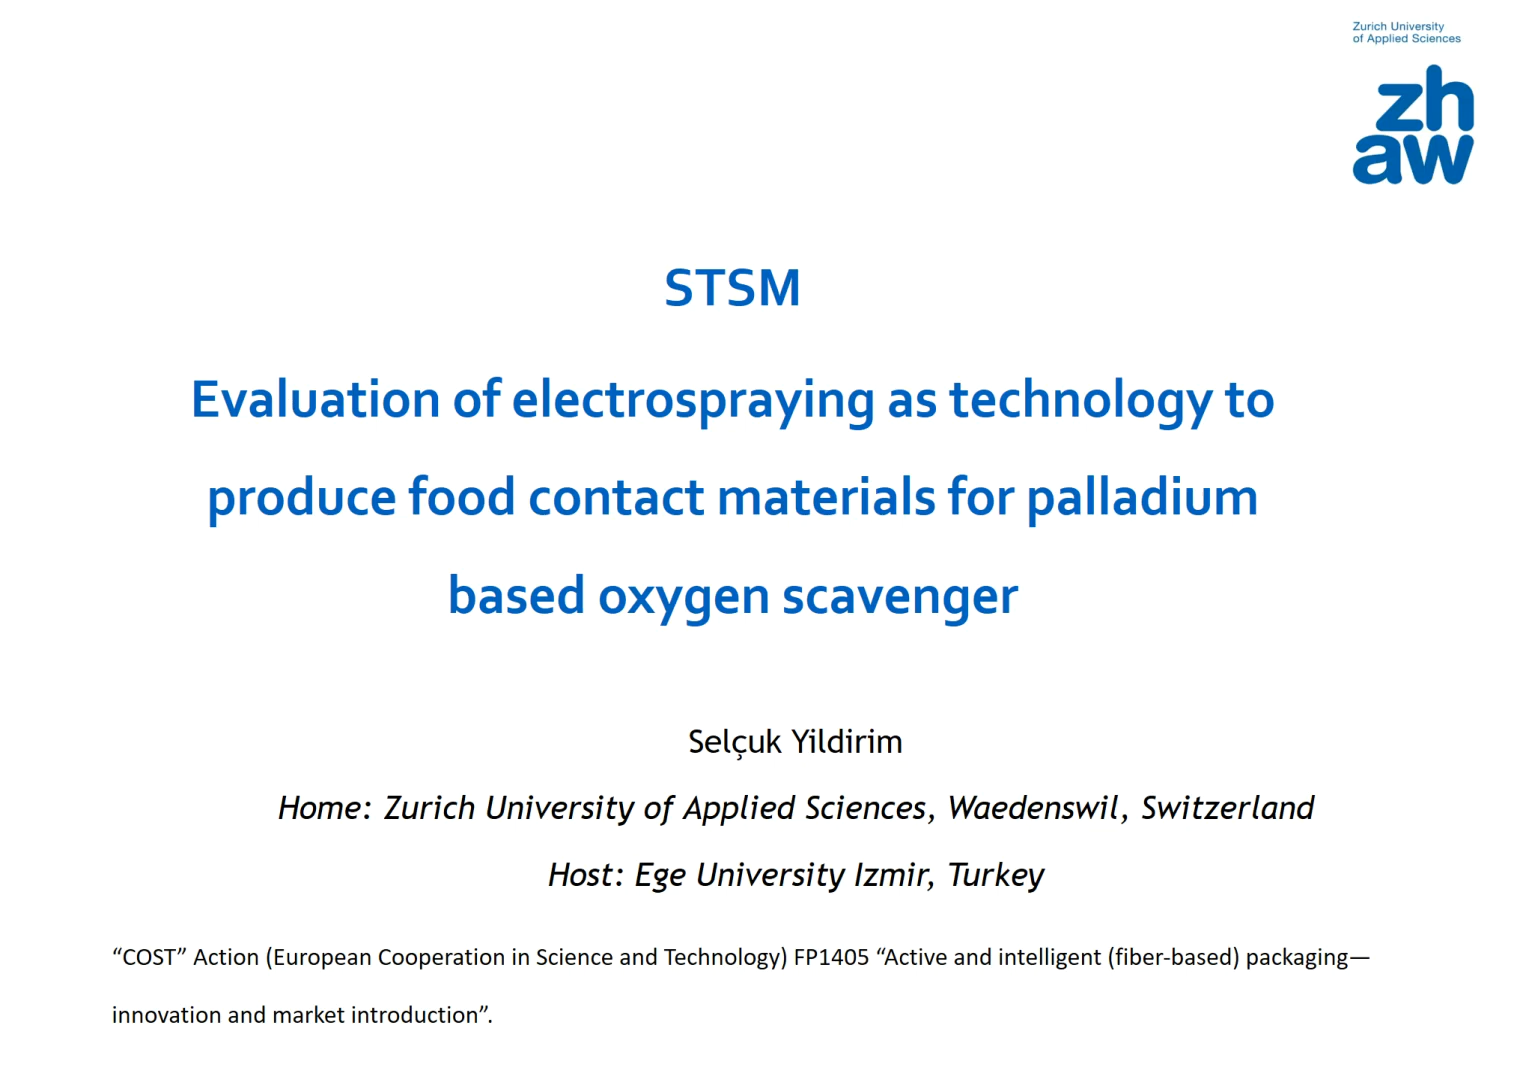 Zurich University
of Applied Sciences
zh
aw
STSM
Evaluation of electrospraying as technology to
produce food contact materials for palladium
based oxygen scavenger
Selçuk Yildirim
Home: Zurich University of Applied Sciences, Waedenswil, Switzerland
Host: Ege University Izmir, Turkey
“COST” Action (European Cooperation in Science and Technology) FP1405 “Active and intelligent (fiber-based) packaging—
innovation and market introduction”.